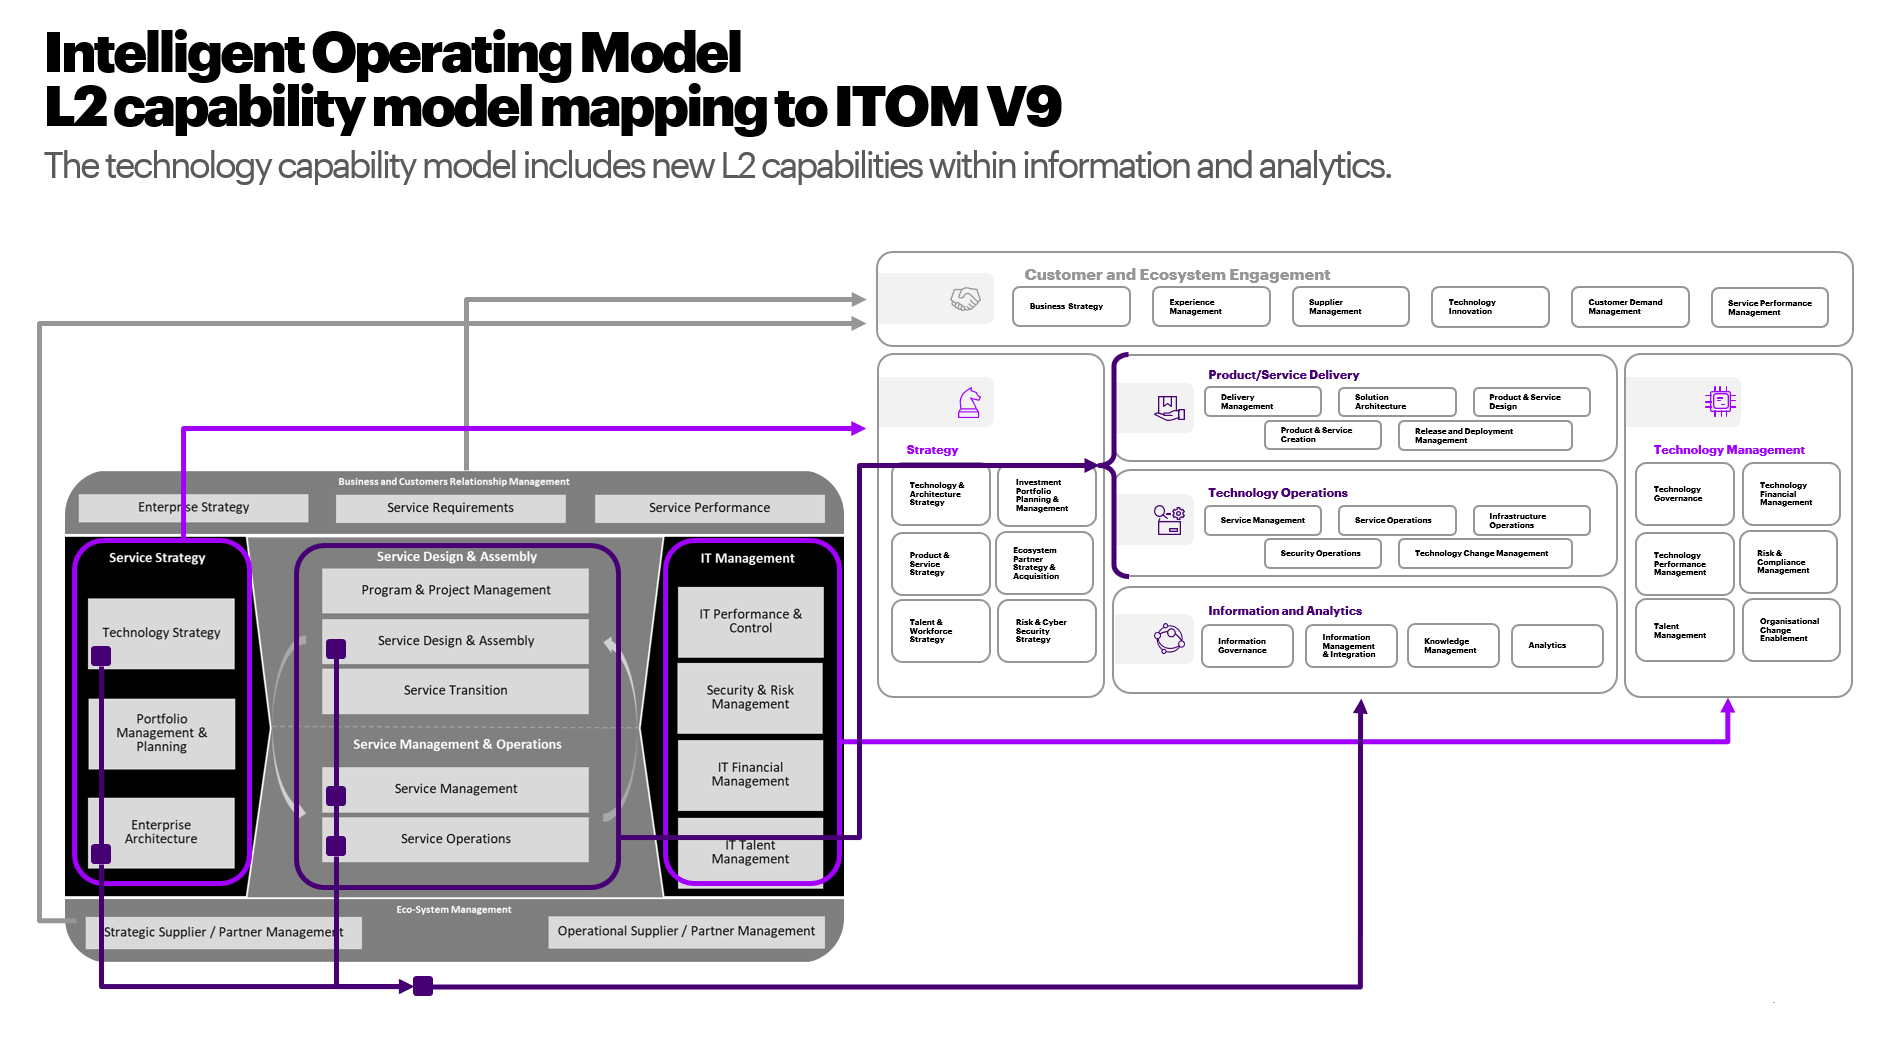 Intelligent Operating Model
L2 capability model mapping to ITOM V9
The technology capability model includes new L2 capabilities within information and analytics.
Business and Customers Relationship Management
Enterprise Strategy
Service Requirements
Service Performance
Service Strategy
Technology Strategy
Portfolio
Management &
Planning
Enterprise
Architecture
Service Design & Assembly
Program & Project Management
Service Design & Assembly
Service Transition
Service Management & Operations
Service Management
Service Operations
IT Management
IT Performance &
Control
Security & Risk
Management
IT Financial
Management
IT Talent
Management
Eco-System Management
Strategic Supplier / Partner Management
Operational Supplier / Partner Management
Customer and Ecosystem Engagement
Business Strategy
Experience
Management
Supplier
Management
Technology
Innovation
Customer Demand
Management
Service Performance
Management
Strategy
Technology &
Architecture
Strategy
Investment
Portfolio
Planning &
Management
Product &
Service
Strategy
Ecosystem
Partner
Strategy &
Acquisition
Talent &
Workforce
Strategy
Risk & Cyber
Security
Strategy
Product/Service Delivery
Delivery
Management
Solution
Architecture
Product & Service
Design
Product & Service
Creation
Release and Deployment
Management
Technology Operations
Service Management
Service Operations
Infrastructure
Operations
Security Operations
Technology Change Management
Information and Analytics
Information
Governance
Information
Management
& Integration
Knowledge
Management
Analytics
Technology Management
Technology
Governance
Technology
Financial
Management
Technology
Performance
Management
Risk &
Compliance
Management
Talent
Management
Organisational
Change
Enablement